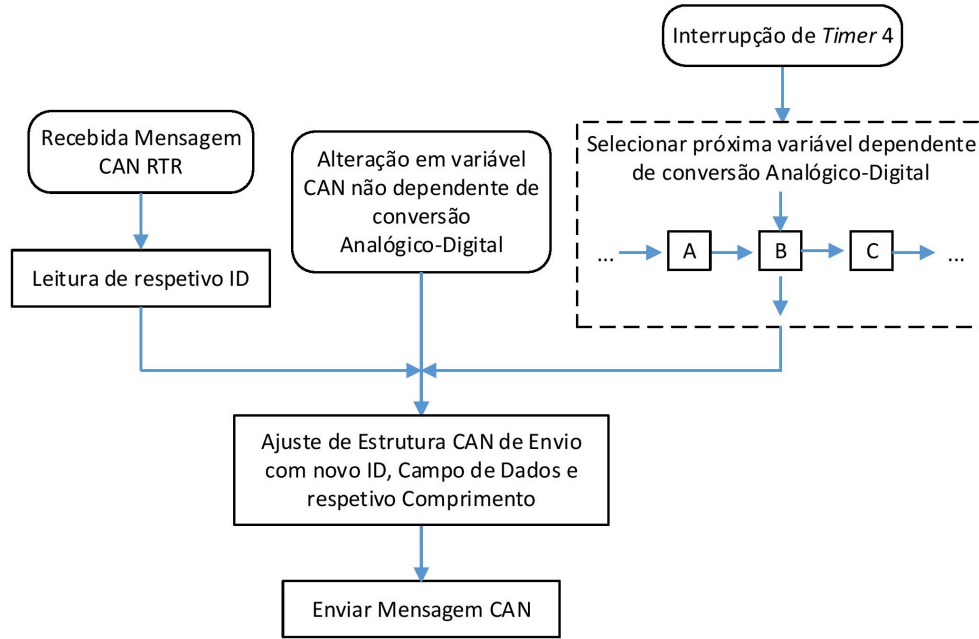 Interrupção de Timer 4
Recebida Mensagem
CAN RTR
Alteração em variável
CAN não dependente de
conversão
Analógico-Digital
Selecionar próxima variável dependente
de conversão Analógico-Digital
... A B C ...
Leitura de respetivo ID
Ajuste de Estrutura CAN de Envio
com novo ID, Campo de Dados e
respetivo Comprimento
Enviar Mensagem CAN